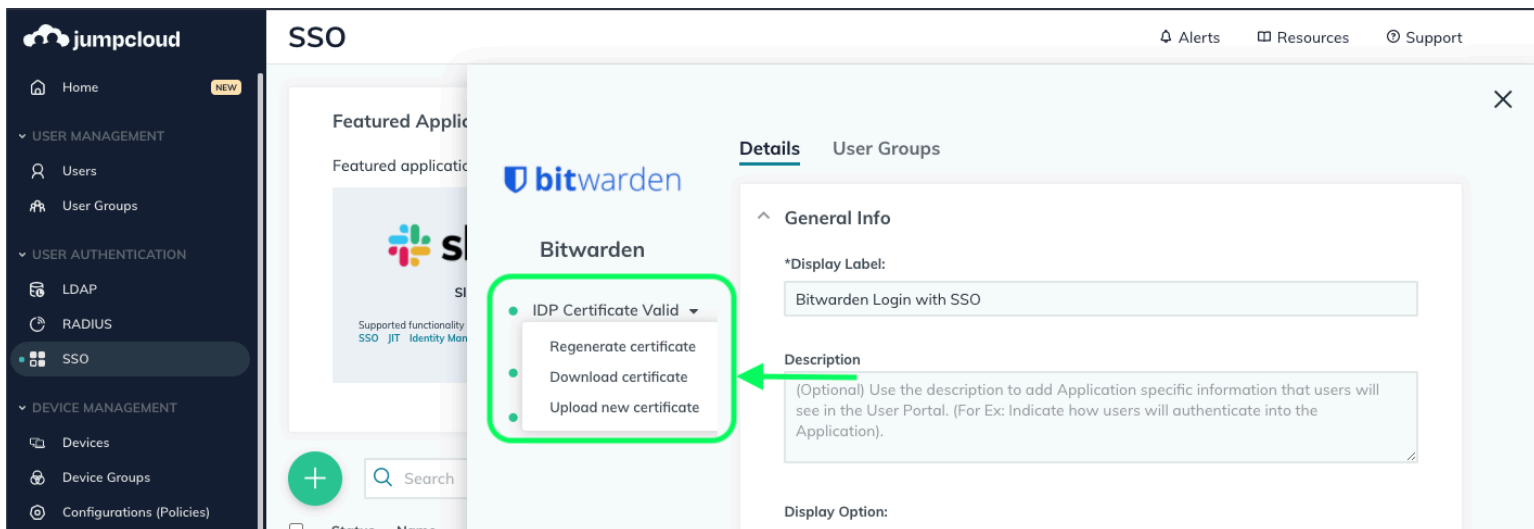 jumpcloud
Home
NEW
USER MANAGEMENT
Users
User Groups
USER AUTHENTICATION
LDAP
RADIUS
SSO
DEVICE MANAGEMENT
Devices
Device Groups
Configurations (Policies)
SSO
Alerts
Resources
Support
Featured Applic
Featured applicatio
sl
Sl
Supported functionality
SSO JIT Identity Man
Search
Status Name
bitwarden
Bitwarden
IDP Certificate Valid
Regenerate certificate
Download certificate
Upload new certificate
Details
User Groups
General Info
*Display Label:
Bitwarden Login with SSO
Description
(Optional) Use the description to add Application specific information that users will
see in the User Portal. (For Ex: Indicate how users will authenticate into the
Application).
Display Option: